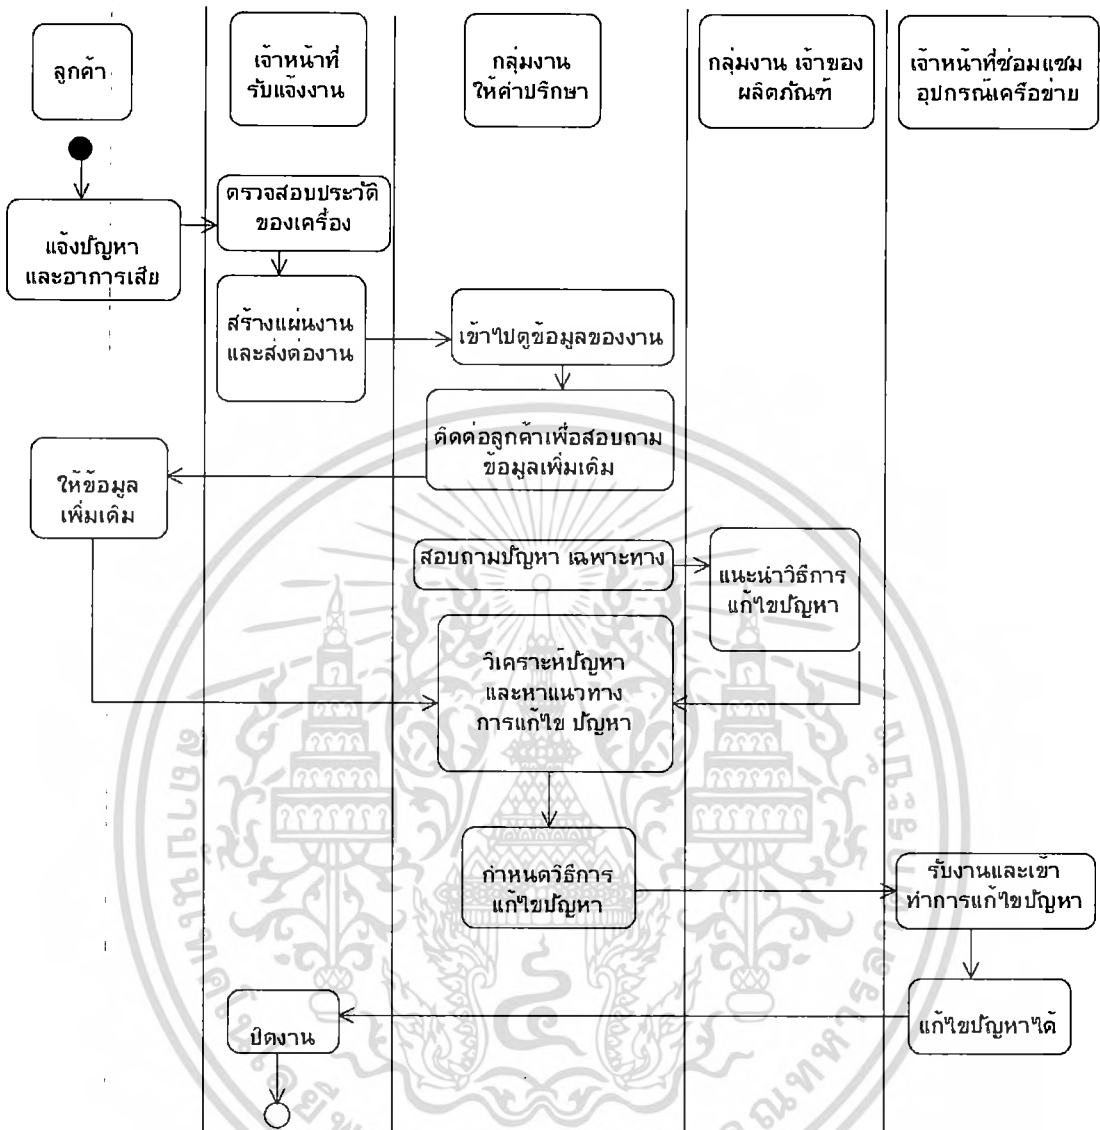 ลูกค้า
เจ้าหน้าที่
รับแจ้งงาน
กลุ่มงาน
ให้คำปรึกษา
กลุ่มงาน เจ้าของ
ผลิตภัณฑ์
เจ้าหน้าที่ซ่อมแซม
อุปกรณ์เครือข่าย
แจ้งปัญหา
และอาการเสีย
ตรวจสอบประวัติ
ของเครื่อง
สร้างแผ่นงาน
และส่งต่องาน
เข้าไปดูข้อมูลของงาน
ติดต่อลูกค้าเพื่อสอบถาม
ข้อมูลเพิ่มเติม
ให้ข้อมูล
เพิ่มเติม
สอบถามปัญหา เฉพาะทาง
แนะนำวิธีการ
แก้ไขปัญหา
วิเคราะห์ปัญหา
และหาแนวทาง
การแก้ไข ปัญหา
กำหนดวิธีการ
แก้ไขปัญหา
รับงานและเข้า
ทำการแก้ไขปัญหา
แก้ไขปัญหาได้
ปิดงาน